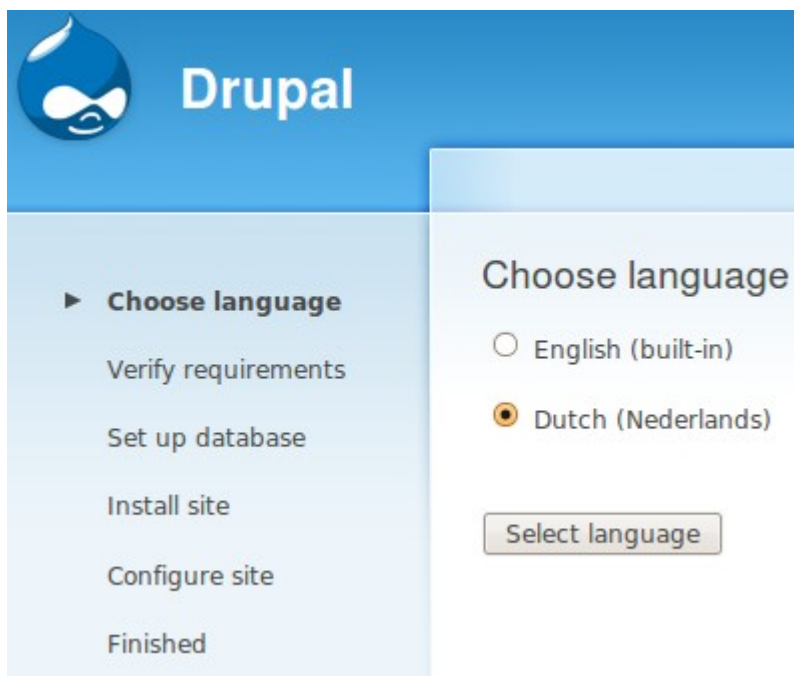 Drupal
Choose language
Verify requirements
Set up database
Install site
Configure site
Finished
Choose language
English (built-in)
Dutch (Nederlands)
Select language